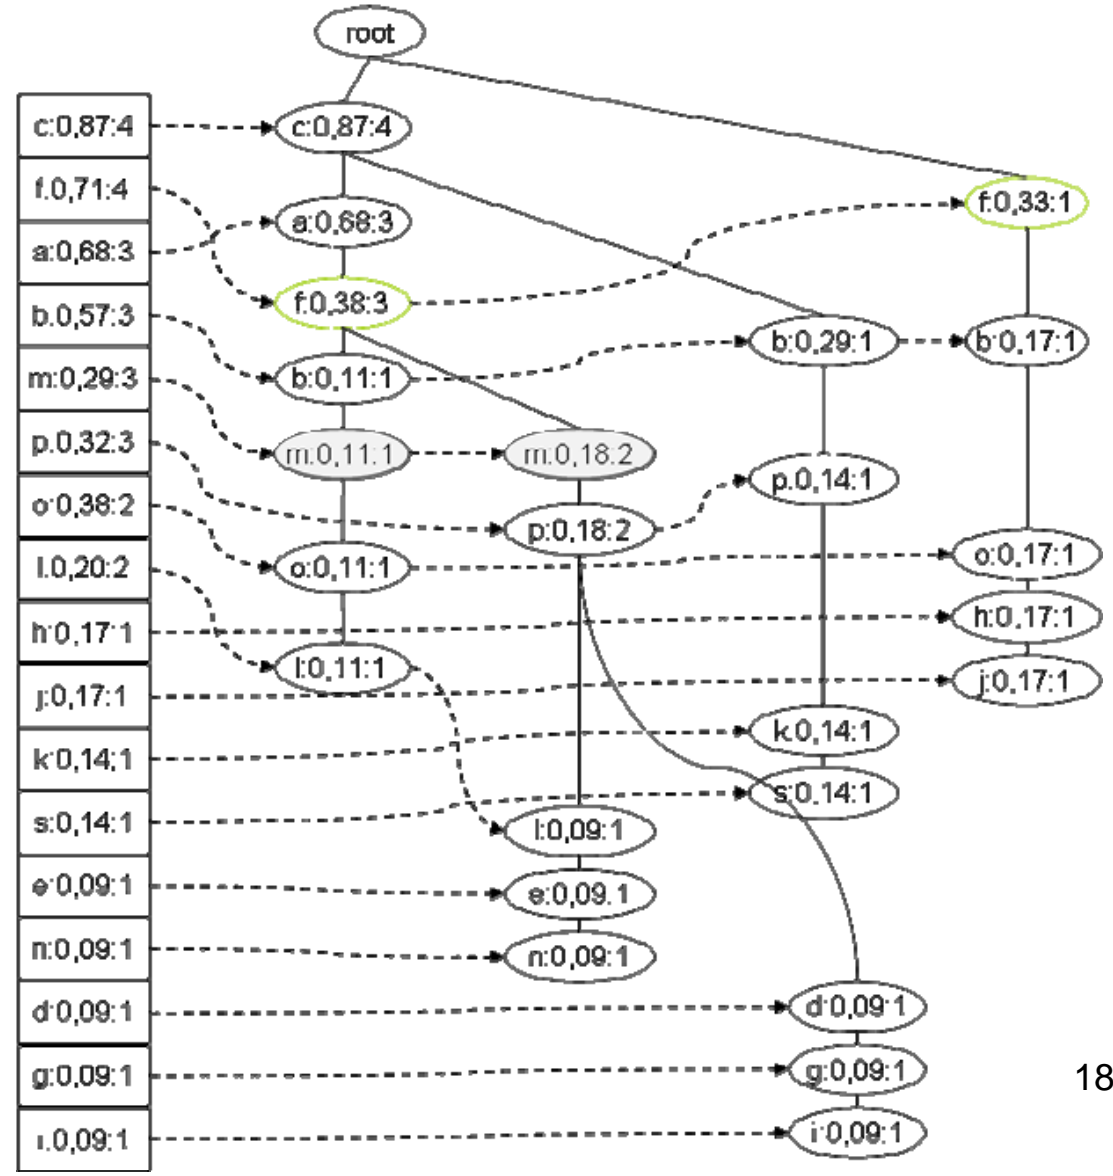 root
c:0,87:4
f.0,71:4
a:0,68:3
b.0,57:3
m:0,29:3
p.0,32:3
o:0,38:2
l.0,20:2
h:0,17:1
j:0,17:1
k:0,14:1
s:0,14:1
e:0,09:1
n:0,09:1
d:0,09:1
g:0,09:1
i.0,09:1
c:0,87:4
a:0,68:3
f:0,38:3
b:0,11:1
m:0,11:1
o:0,11:1
l:0,11:1
m:0,18:2
p:0,18:2
l:0,09:1
e:0,09.1
n:0,09:1
b:0,29:1
p.0,14:1
k:0,14:1
s:0,14:1
d:0,09:1
g:0,09:1
i:0,09:1
f:0,33:1
b:0,17:1
o:0,17:1
h:0,17:1
j:0,17:1
18